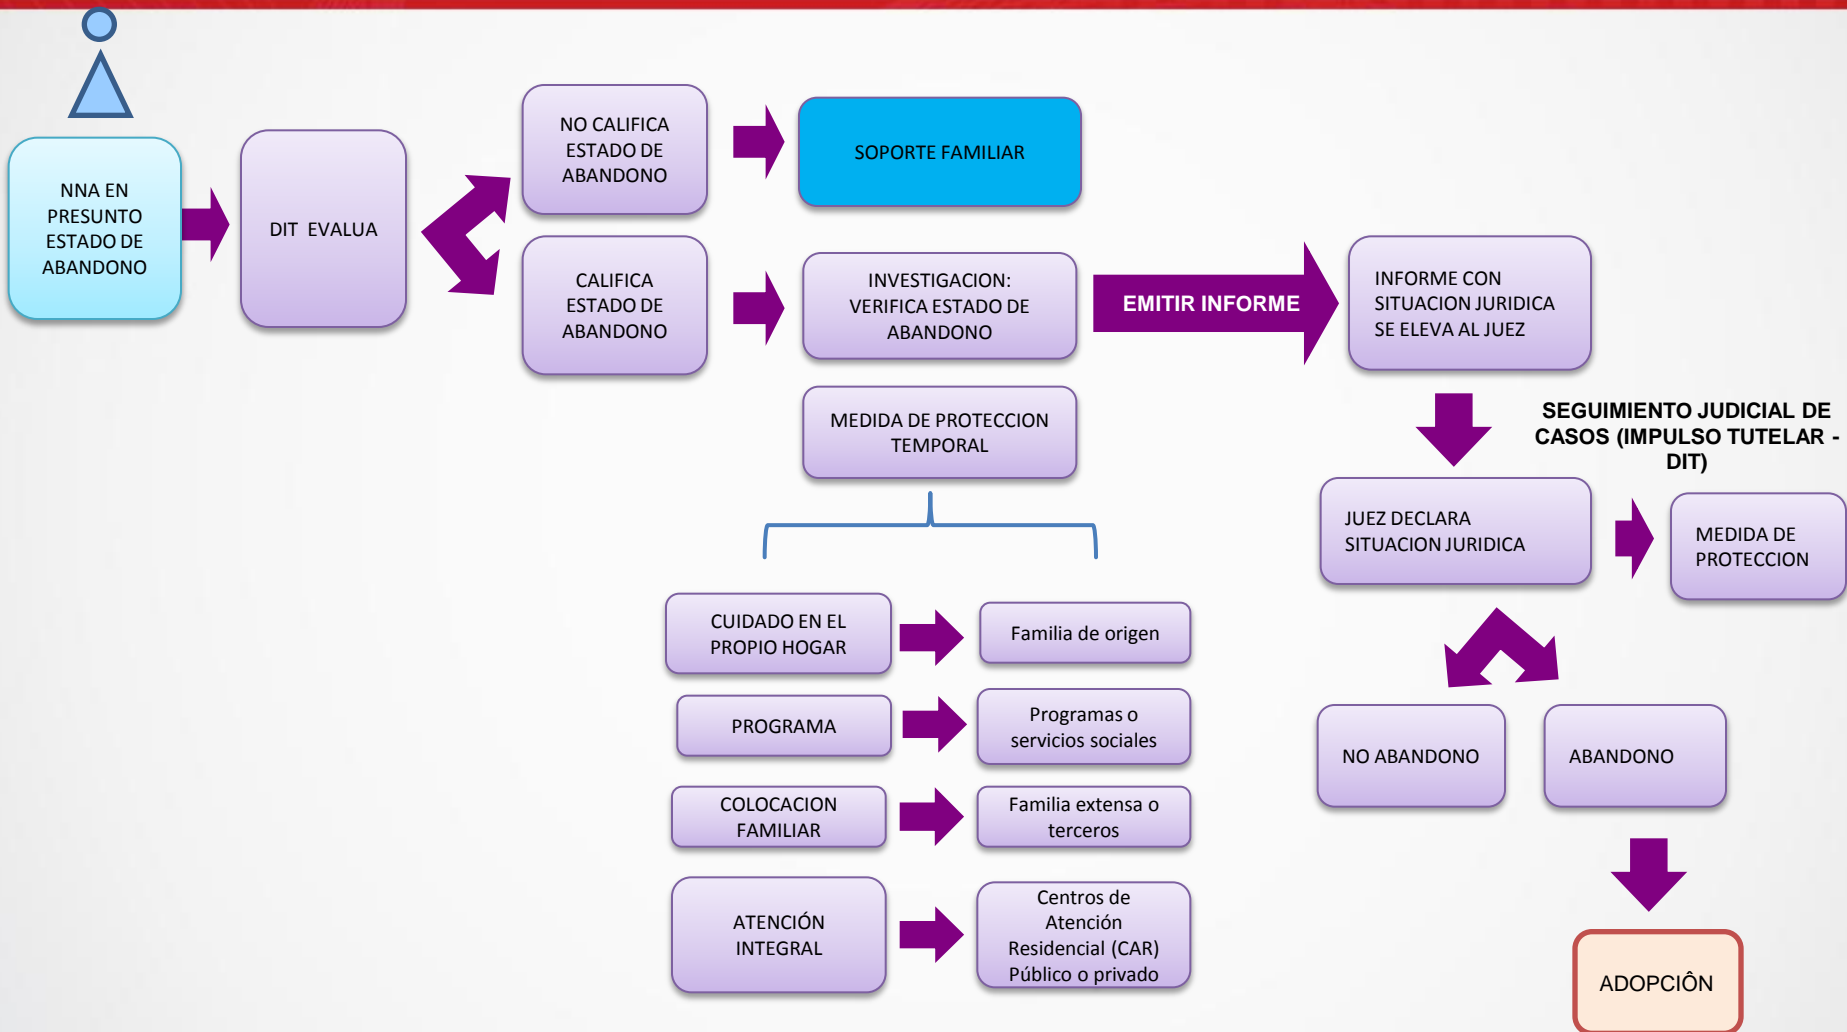 NNA EN
PRESUNTO
ESTADO DE
ABANDONO
DIT EVALUA
NO CALIFICA
ESTADO DE
ABANDONO
SOPORTE FAMILIAR
CALIFICA
ESTADO DE
ABANDONO
INVESTIGACION:
VERIFICA ESTADO DE
ABANDONO
EMITIR INFORME
INFORME CON
SITUACION JURIDICA
SE ELEVA AL JUEZ
MEDIDA DE PROTECCION
TEMPORAL
SEGUIMIENTO JUDICIAL DE
CASOS (IMPULSO TUTELAR -
DIT)
JUEZ DECLARA
SITUACION JURIDICA
MEDIDA DE
PROTECCION
CUIDADO EN EL
PROPIO HOGAR
Familia de origen
PROGRAMA
Programas o
servicios sociales
COLOCACION
FAMILIAR
Familia extensa o
terceros
ATENCIÓN
INTEGRAL
Centros de
Atención
Residencial (CAR)
Público o privado
NO ABANDONO
ABANDONO
ADOPCIÔN